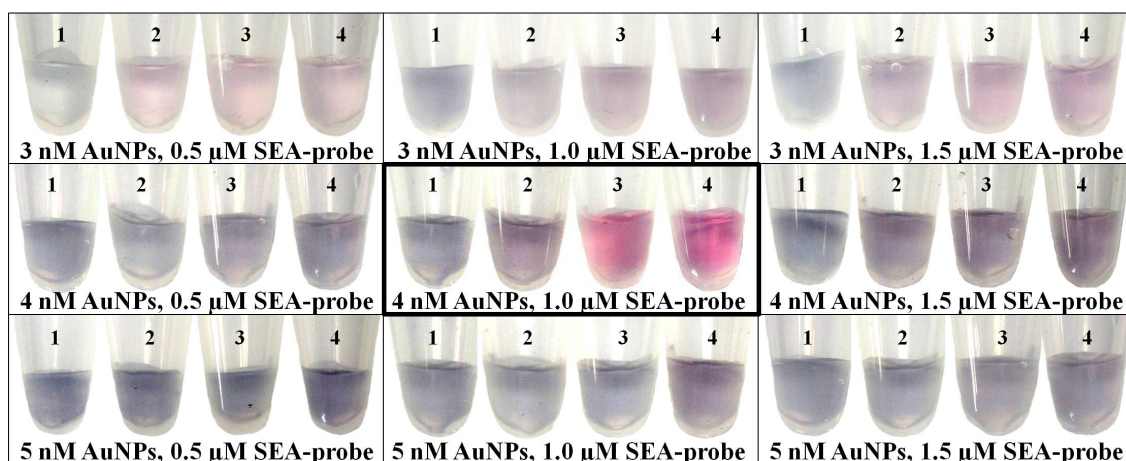 1 2 3 4
3 nM AuNPs, 0.5 µM SEA-probe
1 2 3 4
3 nM AuNPs, 1.0 µM SEA-probe
1 2 3 4
3 nM AuNPs, 1.5 µM SEA-probe
1 2 3 4
4 nM AuNPs, 0.5 µM SEA-probe
1 2 3 4
4 nM AuNPs, 1.0 µM SEA-probe
1 2 3 4
4 nM AuNPs, 1.5 µM SEA-probe
1 2 3 4
5 nM AuNPs, 0.5 µM SEA-probe
1 2 3 4
5 nM AuNPs, 1.0 µM SEA-probe
1 2 3 4
5 nM AuNPs, 1.5 µM SEA-probe